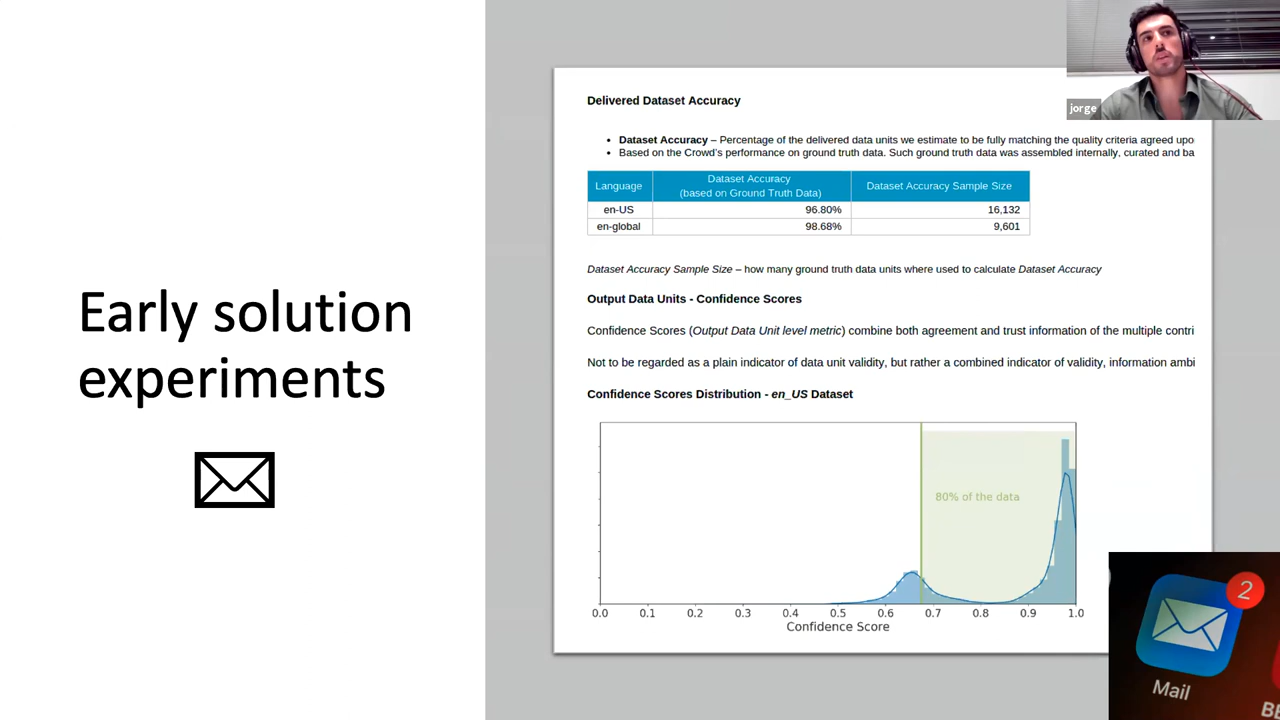 Early solution
experiments
Delivered Dataset Accuracy
• Dataset Accuracy – Percentage of the delivered data units we estimate to be fully matching the quality criteria agreed upo
• Based on the Crowd's performance on ground truth data. Such ground truth data was assembled internally, curated and ba
Language
Dataset Accuracy
(based on Ground Truth Data)
Dataset Accuracy Sample Size
en-US 96.80% 16,132
en-global 98.68% 9,601
Dataset Accuracy Sample Size – how many ground truth data units where used to calculate Dataset Accuracy
Output Data Units - Confidence Scores
Confidence Scores (Output Data Unit level metric) combine both agreement and trust information of the multiple contri
Not to be regarded as a plain indicator of data unit validity, but rather a combined indicator of validity, information ambi
Confidence Scores Distribution - en_US Dataset
80% of the data
0.0 0.1 0.2 0.3 0.4 0.5 0.6 0.7 0.8 0.9 1.0
Confidence Score
jorge
2
Mail